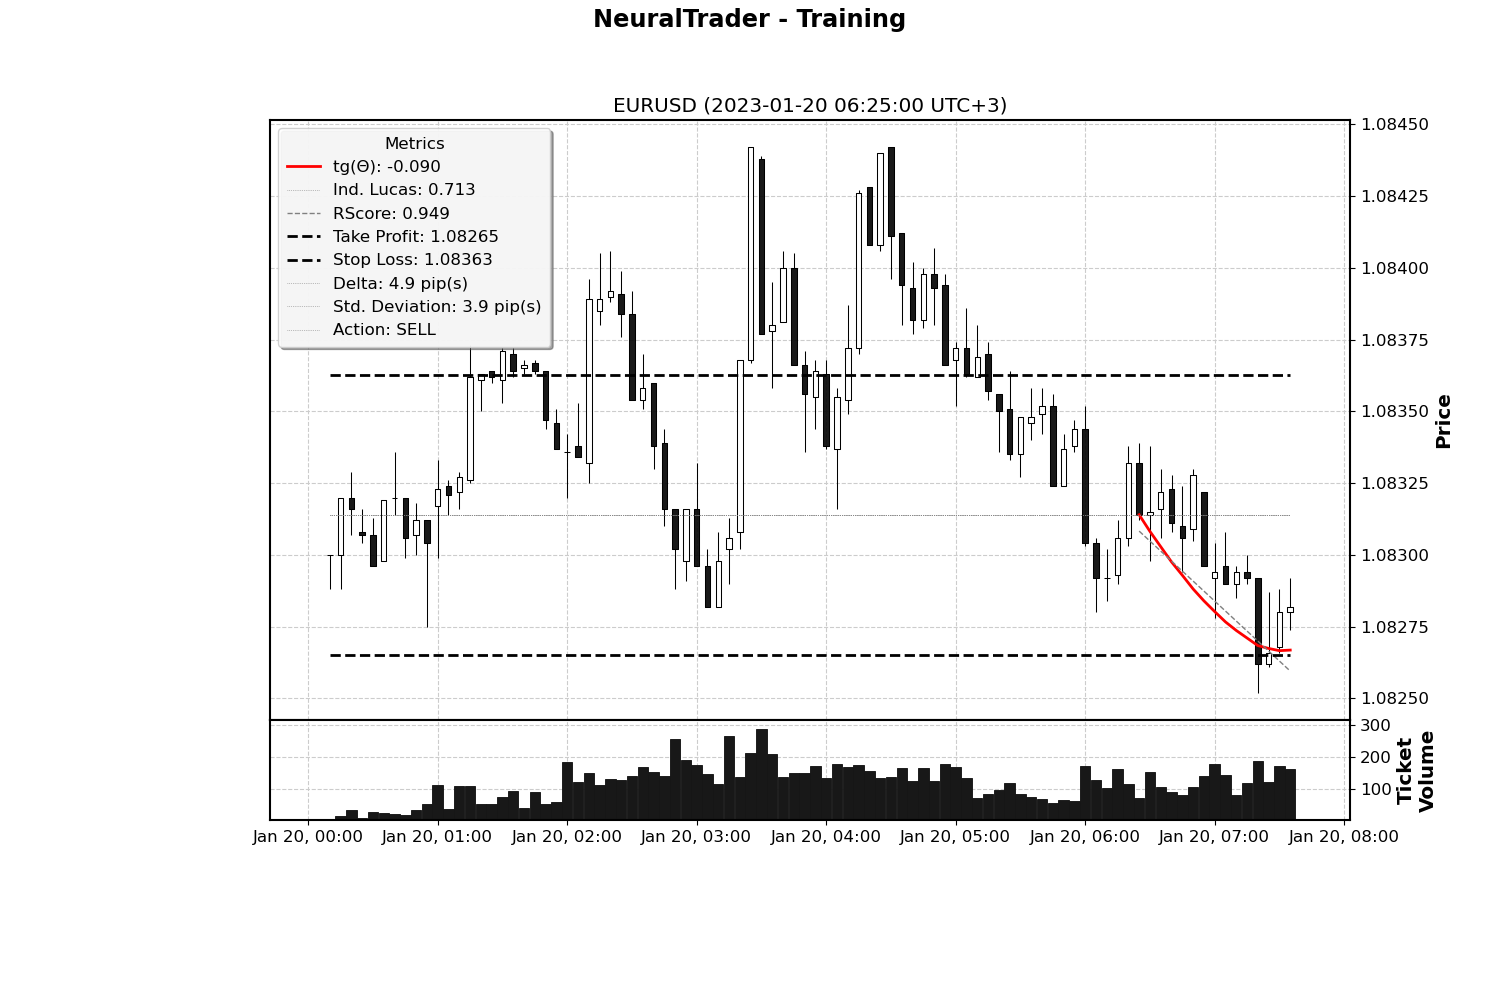 NeuralTrader - Training
EURUSD (2023-01-20 06:25:00 UTC+3)
Metrics
tg(Θ): -0.090
Ind. Lucas: 0.713
RScore: 0.949
Take Profit: 1.08265
Stop Loss: 1.08363
Delta: 4.9 pip(s)
Std. Deviation: 3.9 pip(s)
Action: SELL
1.08450
1.08425
1.08400
1.08375
1.08350
1.08325
1.08300
1.08275
1.08250
Price
300
200
100
Ticket
Volume
Jan 20, 00:00
Jan 20, 01:00
Jan 20, 02:00
Jan 20, 03:00
Jan 20, 04:00
Jan 20, 05:00
Jan 20, 06:00
Jan 20, 07:00
Jan 20, 08:00